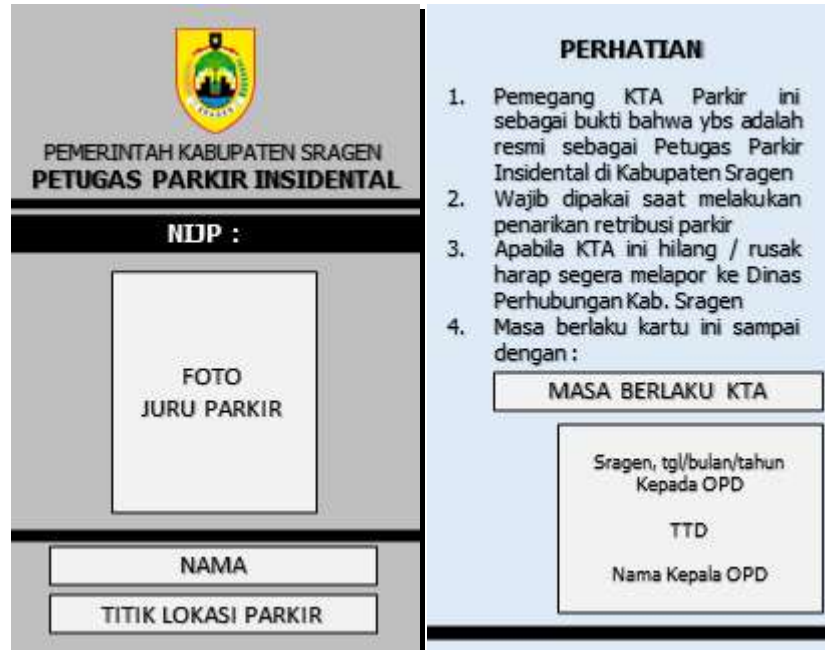 PEMERINTAH KABUPATEN SRAGEN
PETUGAS PARKIR INSIDENTAL
NIJP :
FOTO
JURU PARKIR
NAMA
TITIK LOKASI PARKIR
PERHATIAN
1. Pemegang KTA Parkir ini
sebagai bukti bahwa ybs adalah
resmi sebagai Petugas Parkir
Insidental di Kabupaten Sragen
2. Wajib dipakai saat melakukan
penarikan retribusi parkir
3. Apabila KTA ini hilang / rusak
harap segera melapor ke Dinas
Perhubungan Kab. Sragen
4. Masa berlaku kartu ini sampai
dengan :
MASA BERLAKU KTA
Sragen, tgl/bulan/tahun
Kepada OPD
TTD
Nama Kepala OPD